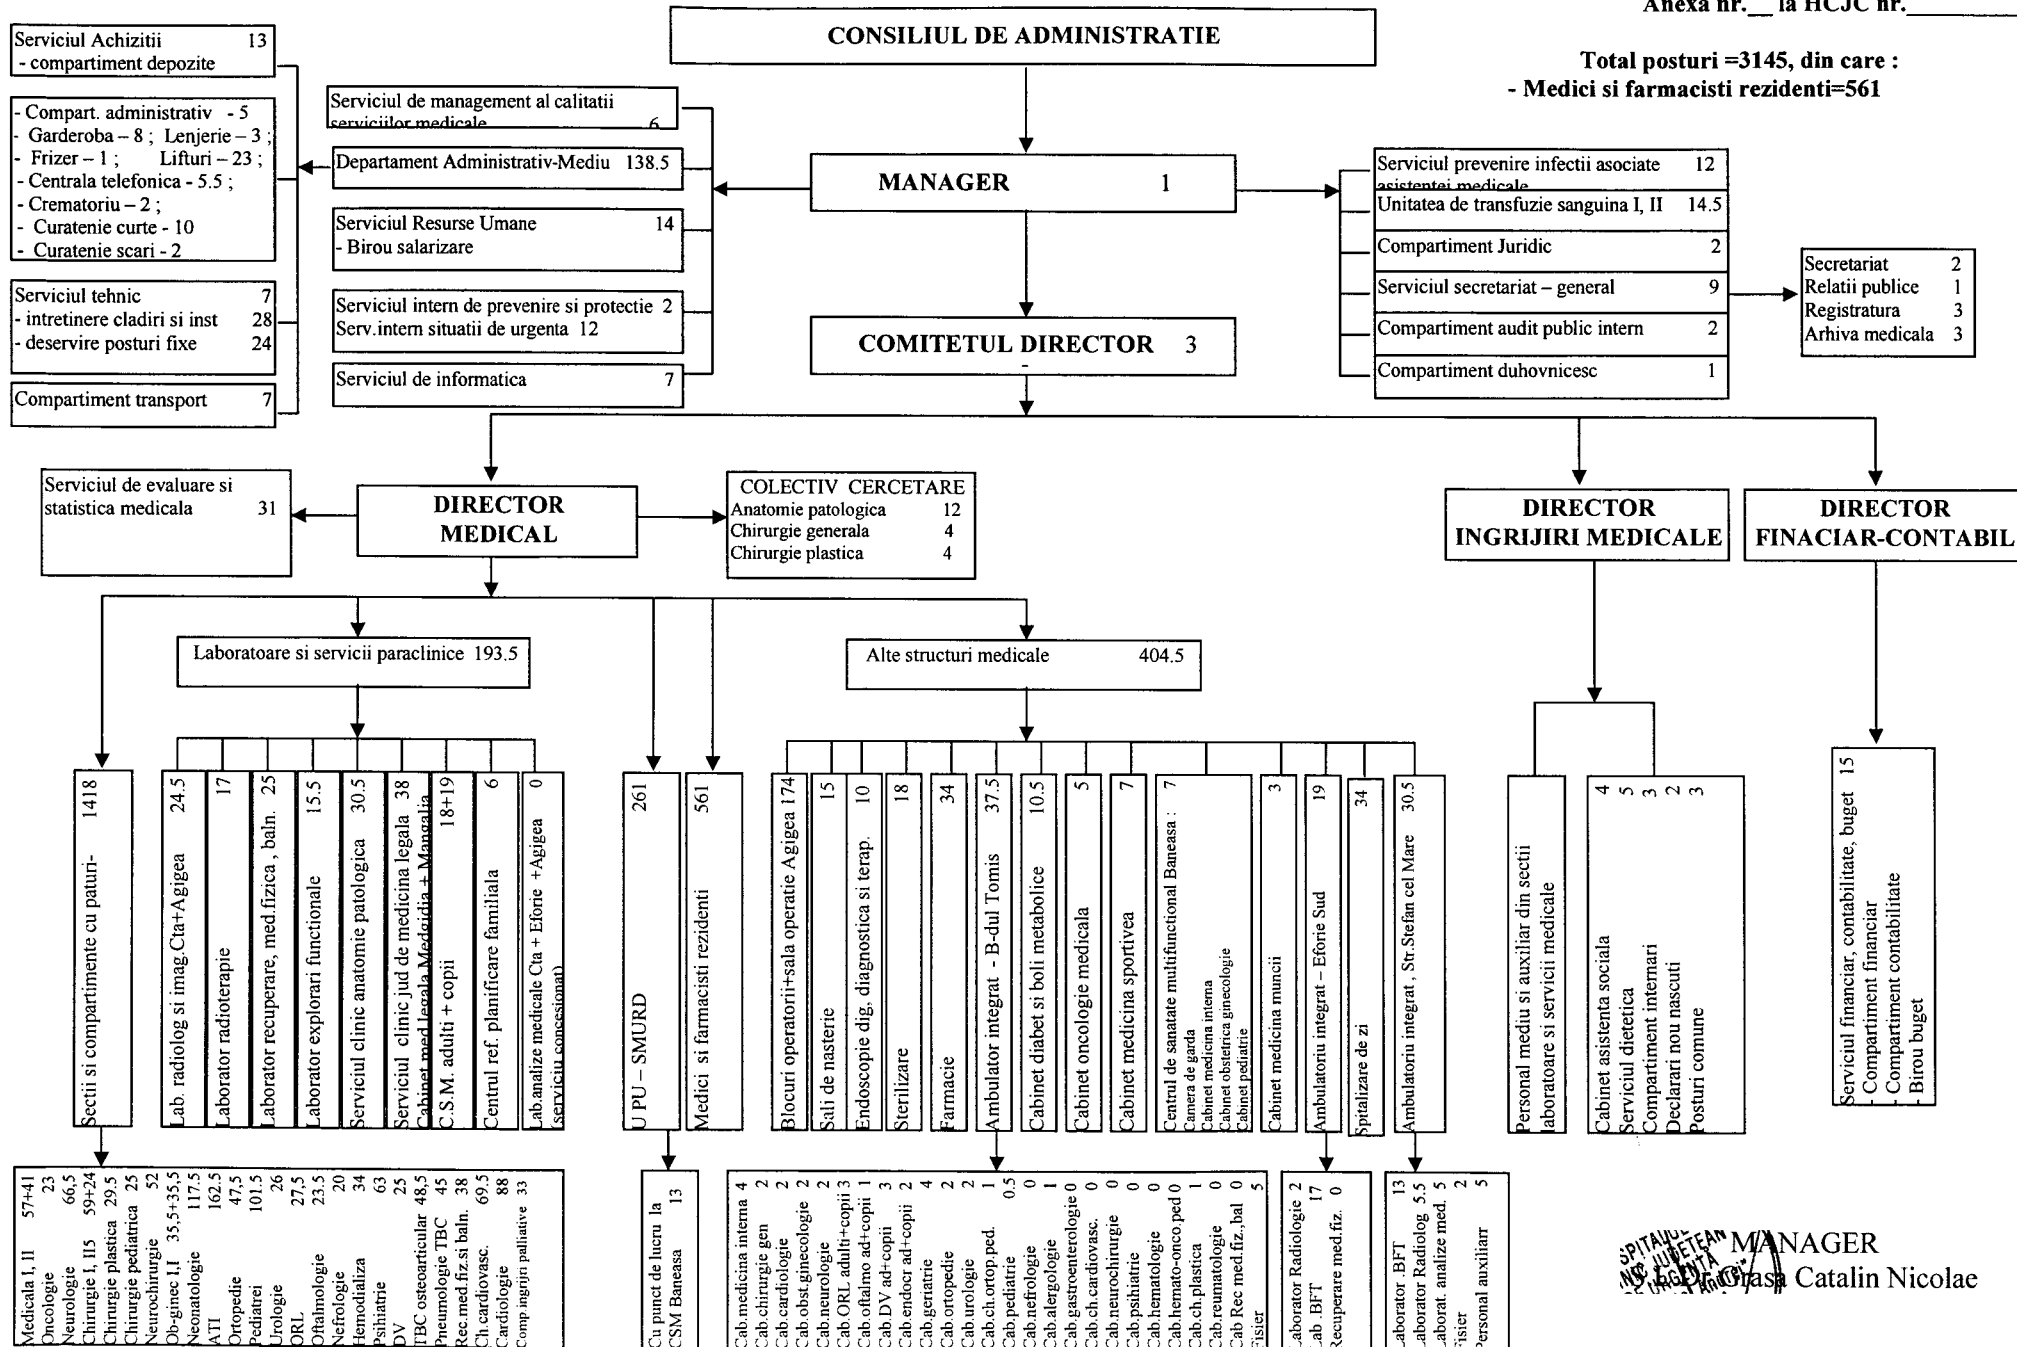 Anexa nr.__ la HCJC nr.________
Total posturi =3145, din care :
- Medici si farmacisti rezidenti=561
CONSILIUL DE ADMINISTRATIE
Serviciul Achizitii 13
- compartiment depozite
- Compart. administrativ - 5
- Garderoba – 8 ; Lenjerie – 3 ;
- Frizer – 1 ; Lifturi – 23 ;
- Centrala telefonica - 5.5 ;
- Crematoriu – 2 ;
- Curatenie curte - 10
- Curatenie scari - 2
Serviciul tehnic 7
- intretinere cladiri si inst 28
- deservire posturi fixe 24
Compartiment transport 7
Serviciul de management al calitatii
serviciilor medicale 6
Departament Administrativ-Mediu 138.5
Serviciul Resurse Umane 14
- Birou salarizare
Serviciul intern de prevenire si protectie 2
Serv.intern situatii de urgenta 12
Serviciul de informatica 7
MANAGER 1
COMITETUL DIRECTOR 3
-
Serviciul prevenire infectii asociate 12
asistentei medicale
Unitatea de transfuzie sanguina I, II 14.5
Compartiment Juridic 2
Serviciul secretariat – general 9
Compartiment audit public intern 2
Compartiment duhovnicesc 1
Secretariat 2
Relatii publice 1
Registratura 3
Arhiva medicala 3
Serviciul de evaluare si
statistica medicala 31
DIRECTOR
MEDICAL
COLECTIV CERCETARE
Anatomie patologica 12
Chirurgie generala 4
Chirurgie plastica 4
DIRECTOR
INGRIJIRI MEDICALE
DIRECTOR
FINACIAR-CONTABIL
Laboratoare si servicii paraclinice 193.5
Alte structuri medicale 404.5
Sectii si compartimente cu paturi- 1418
Lab. radiolog si imag.Cta+Agigea 24.5
Laborator radioterapie 17
Laborator recuperare, med.fizica , baln. 25
Laborator explorari functionale 15.5
Serviciul clinic anatomie patologica 30.5
Serviciul clinic jud de medicina legala 38
Cabinet med legala Medgidia + Mangalia
C.S.M. adulti + copii 18+19
Centrul ref. planificare familiala 6
Lab.analize medicale Cta + Eforie +Agigea 0
(serviciu concesionat)
U PU – SMURD 261
Medici si farmacisti rezidenti 561
Blocuri operatorii+sala operatie Agigea 174
Sali de nasterie 15
Endoscopie dig, diagnostica si terap. 10
Sterilizare 18
Farmacie 34
Ambulator integrat - B-dul Tomis 37.5
Cabinet diabet si boli metabolice 10.5
Cabinet oncologie medicala 5
Cabinet medicina sportivea 7
Centrul de sanatate multifunctional Baneasa : 7
Camera de garda
Cabinet medicina interna
Cabinet obstetrica ginecologie
Cabinet pediatrie
Cabinet medicina muncii 3
Ambulatoriu integrat – Eforie Sud 19
Spitalizare de zi 34
Ambulatoriu integrat , Str.Stefan cel Mare 30.5
Personal mediu si auxiliar din sectii
laboratoare si servicii medicale
Cabinet asistenta sociala 4
Serviciul dietetica 5
Compartiment internari 3
Declarari nou nascuti 2
Posturi comune 3
Serviciul financiar, contabilitate, buget 15
- Compartiment financiar
- Compartiment contabilitate
- Birou buget
Medicala I, II 57+41
Oncologie 23
Neurologie 66,5
Chirurgie I, II5 59+24
Chirurgie plastica 29.5
Chirurgie pediatrica 25
Neurochirurgie 52
Ob-ginec I,I 35,5+35,5
Neomatologie 117.5
ATI 162.5
Ortopedie 47,5
Pediatrei 101.5
Urologie 26
ORL 27,5
Oftalmologie 23.5
Nefrologie 20
Hemodializa 34
Psihiatrie 63
DV 25
TBC osteoarticular 48,5
Pneumologie TBC 45
Rec.med.fiz.si baln. 38
Ch.cardiovasc. 69,5
Cardiologie 88
Comp ingrijiri palliative 33
Cu punct de lucru la
CSM Baneasa 13
Cab.medicina interna 4
Cab.chirurgie gen 2
Cab.cardiologie 2
Cab.obst.ginecologie 2
Cab.neurologie 2
Cab.ORL adulti+copii 3
Cab.oftalmo ad+copii 1
Cab.DV ad+copii 3
Cab.endocr ad+copii 2
Cab.geriatrie 4
Cab.ortopedie 2
Cab.urologie 2
Cab.ch.ortop.ped. 1
Cab.pediatrie 0.5
Cab.nefrologie 0
Cab.alergologie 1
Cab.gastroenterologie 0
Cab.ch.cardiovasc. 0
Cab.neurochirurgie 0
Cab.psihiatrie 0
Cab.hematologie 0
Cab.hemato-onco.ped 0
Cab.ch.plastica 1
Cab.reumatologie 0
Cab Rec med.fiz.,bal 0
Fisier 5
Laborator Radiologie 2
Lab .BFT 17
Recuperare med.fiz. 0
Laborator .BFT 13
Laborator Radiolog 5.5
Laborat. analize med. 5
Fisier 2
Personal auxiliarr 5
MANAGER
Dr. Grasa Catalin Nicolae